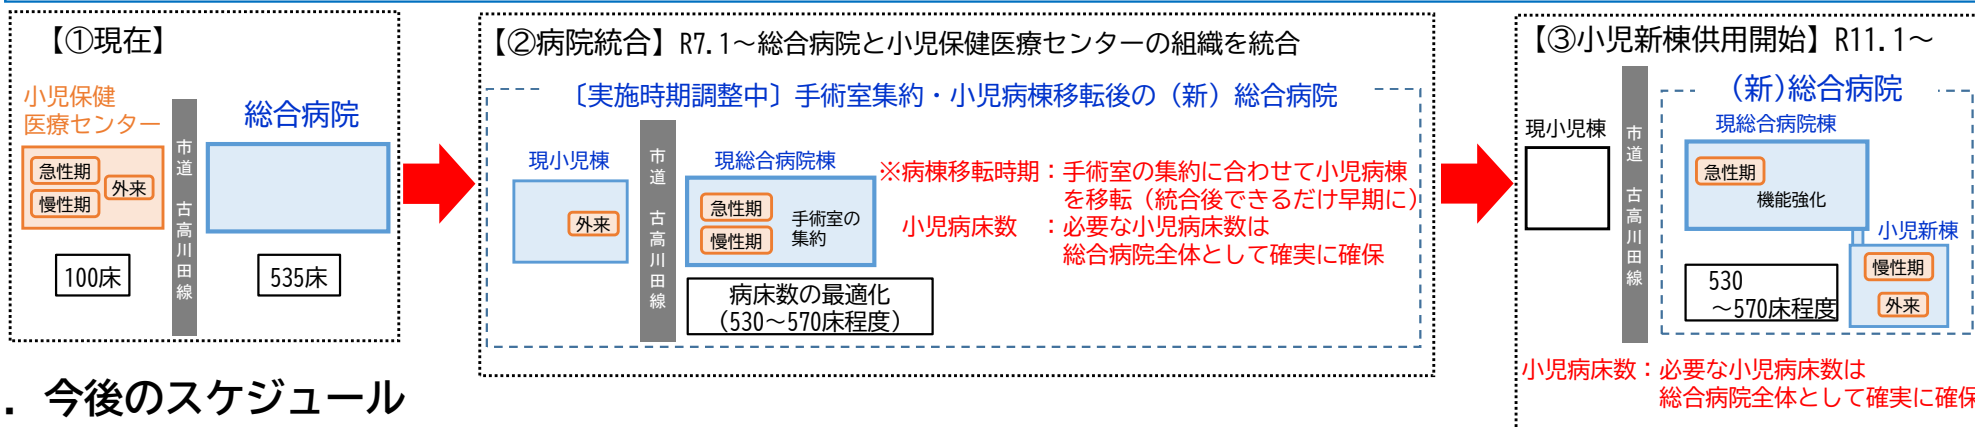 【①現在】
小児保健
医療センター
総合病院
急性期
慢性期
外来
市道 古高川田線
100床
535床
【②病院統合】R7.1～総合病院と小児保健医療センターの組織を統合
〔実施時期調整中〕手術室集約・小児病棟移転後の（新）総合病院
現小児棟
外来
市道 古高川田線
現総合病院棟
急性期
慢性期
手術室の
集約
病床数の最適化
（530～570床程度）
※病棟移転時期：手術室の集約に合わせて小児病棟
を移転（統合後できるだけ早期に）
小児病床数 ：必要な小児病床数は
総合病院全体として確実に確保
【③小児新棟供用開始】R11.1～
(新)総合病院
現小児棟
市道 古高川田線
現総合病院棟
急性期
機能強化
小児新棟
慢性期
外来
530
～570床程度
小児病床数：必要な小児病床数は
総合病院全体として確実に確保
．今後のスケジュール